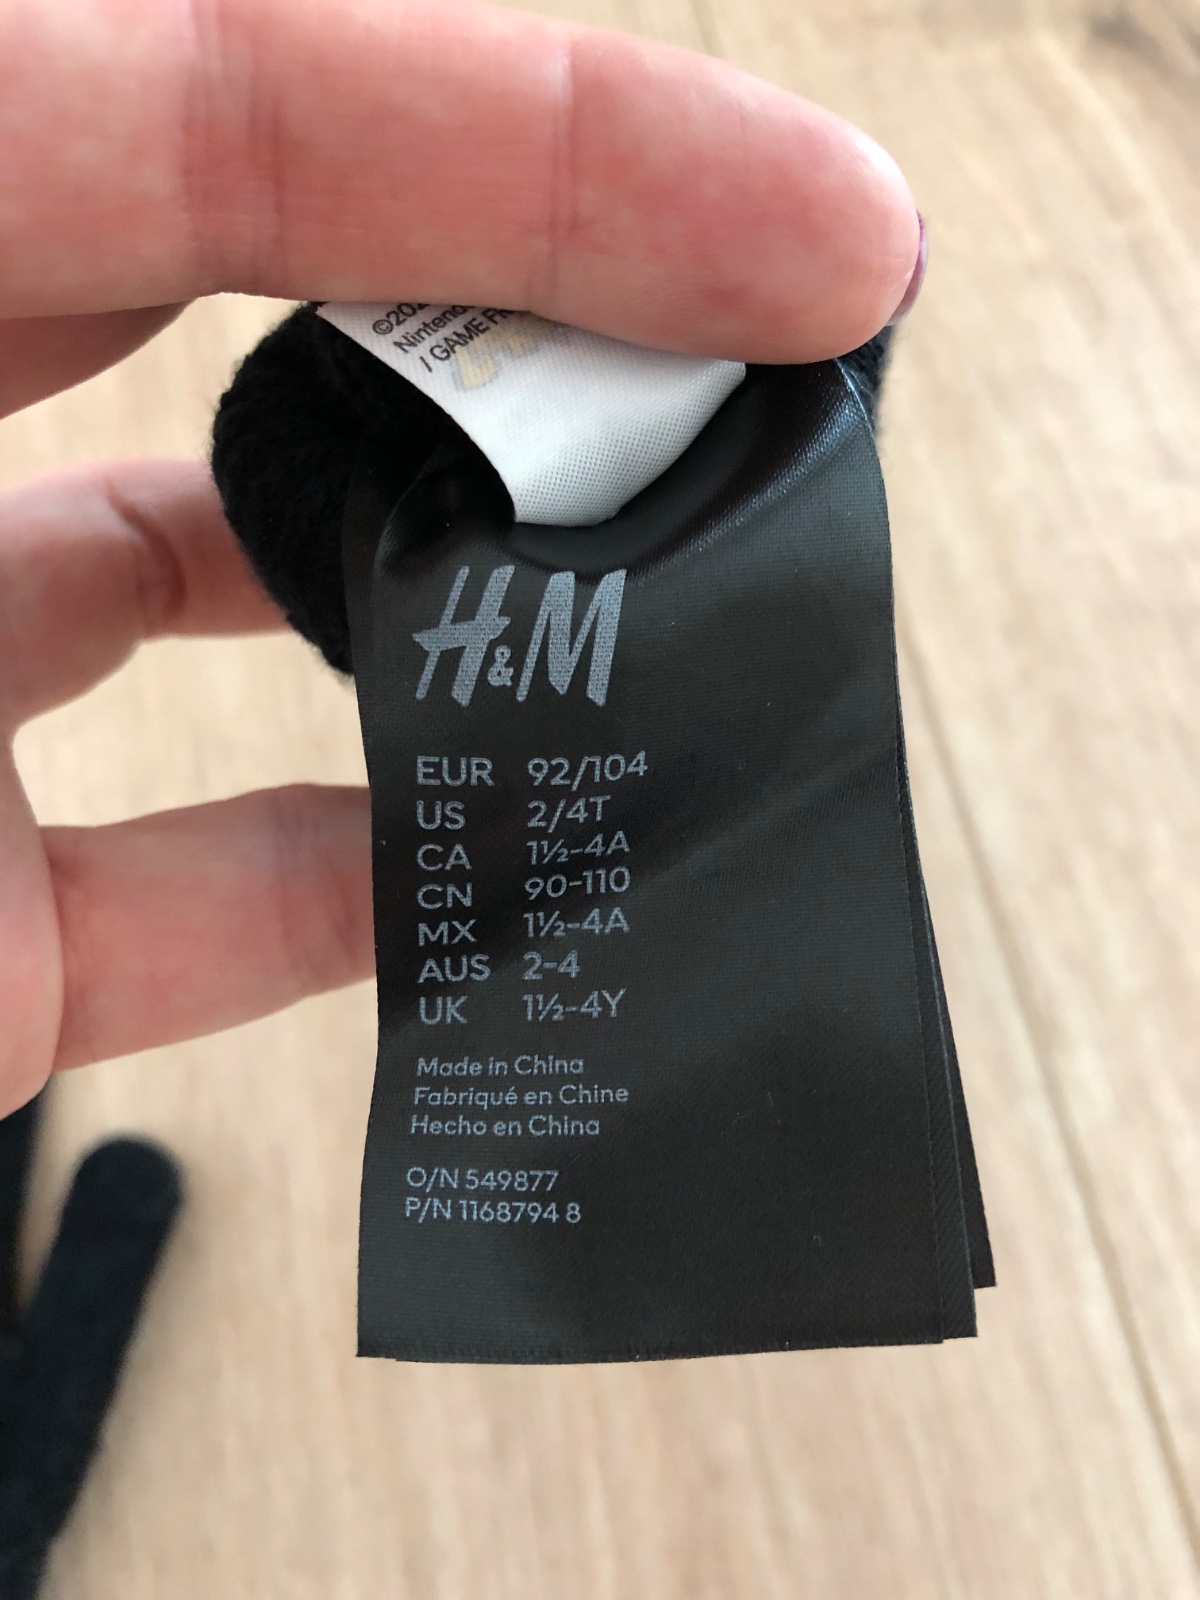 ©202
Nintendo
/ GAME FR
H&M
EUR 92/104
US 2/4T
CA 1½-4A
CN 90-110
MX 1½-4A
AUS 2-4
UK 1½-4Y
Made in China
Fabriqué en Chine
Hecho en China
O/N 549877
P/N 1168794 8